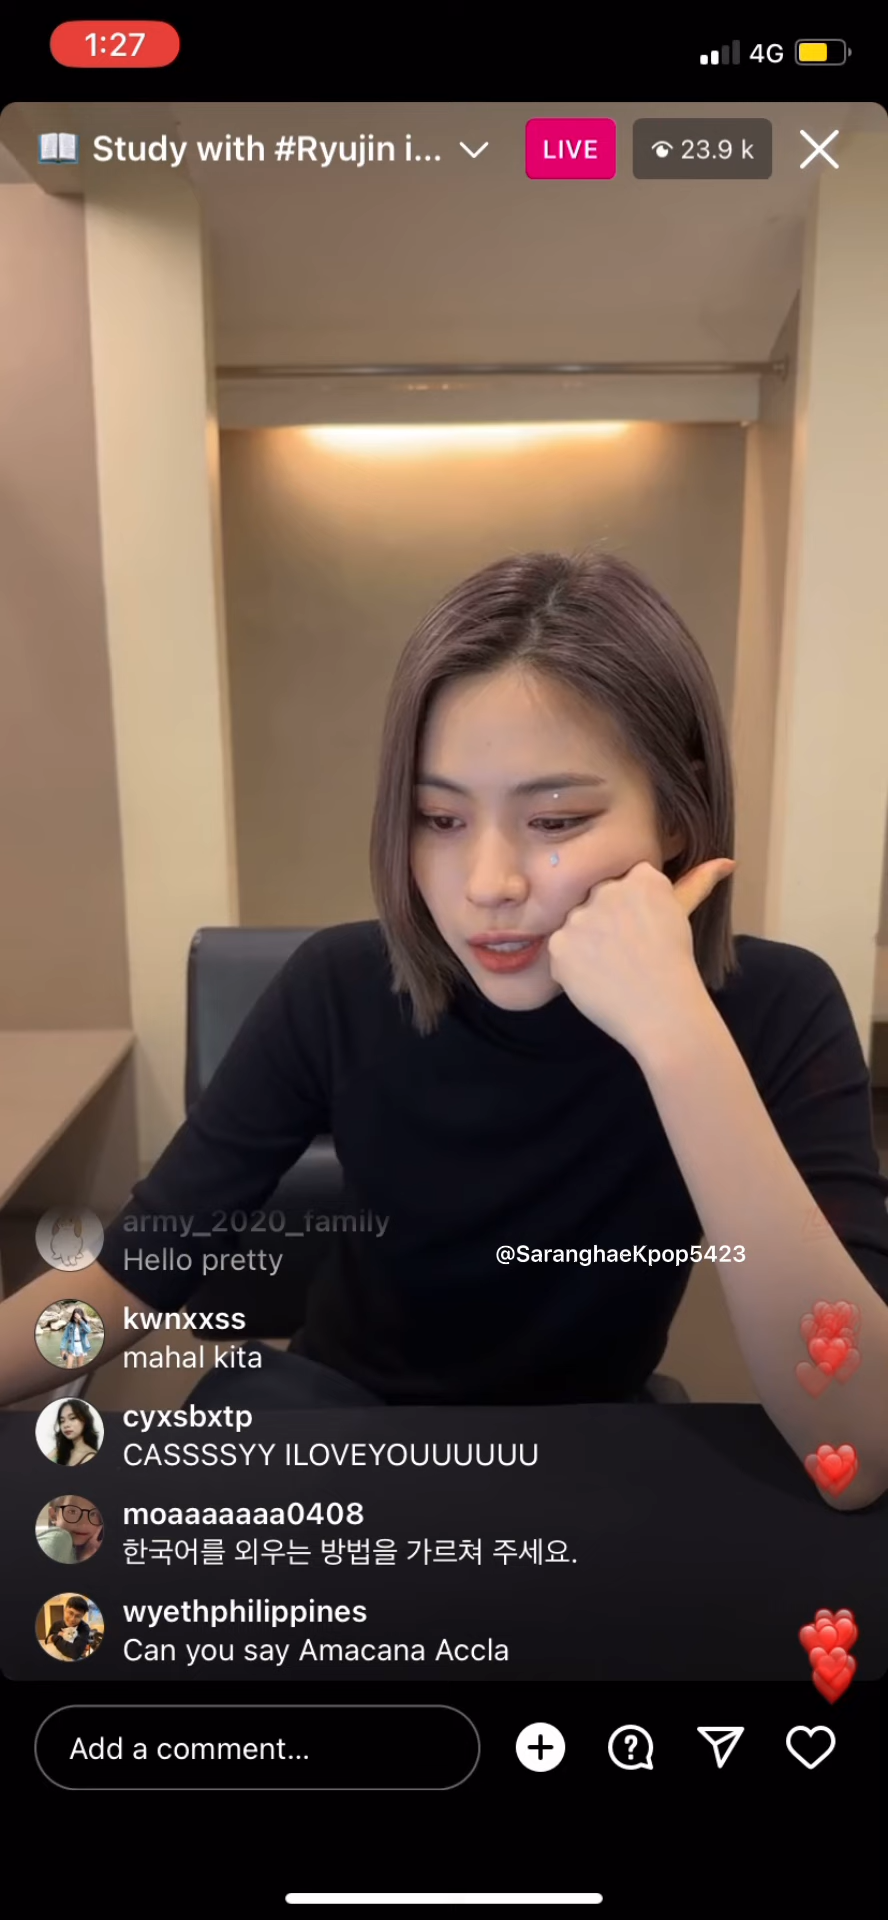 1:27
4G
Study with #Ryujin i...
LIVE
23.9 k
army_2020_family
Hello pretty
@SaranghaeKpop5423
kwnxxss
mahal kita
cyxsbxtp
CASSSSYY ILOVEYOUUUUUU
moaaaaaaa0408
한국어를 외우는 방법을 가르쳐 주세요.
wyethphilippines
Can you say Amacana Accla
Add a comment...